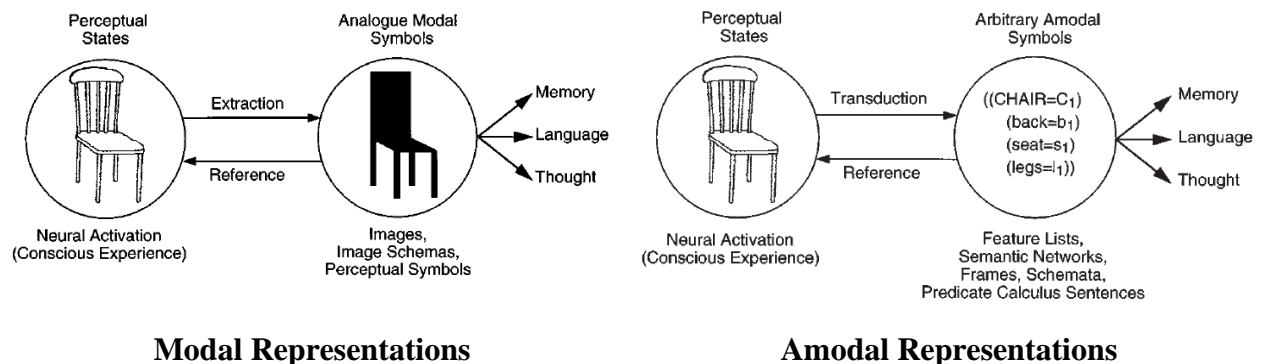 Perceptual
States
Analogue Modal
Symbols
Extraction
Reference
Memory
Language
Thought
Neural Activation
(Conscious Experience)
Images,
Image Schemas,
Perceptual Symbols
Modal Representations
Perceptual
States
Arbitrary Amodal
Symbols
Transduction
Reference
((CHAIR=C₁)
(back=b₁)
(seat=s₁)
(legs=l₁))
Memory
Language
Thought
Neural Activation
(Conscious Experience)
Feature Lists,
Semantic Networks,
Frames, Schemata,
Predicate Calculus Sentences
Amodal Representations